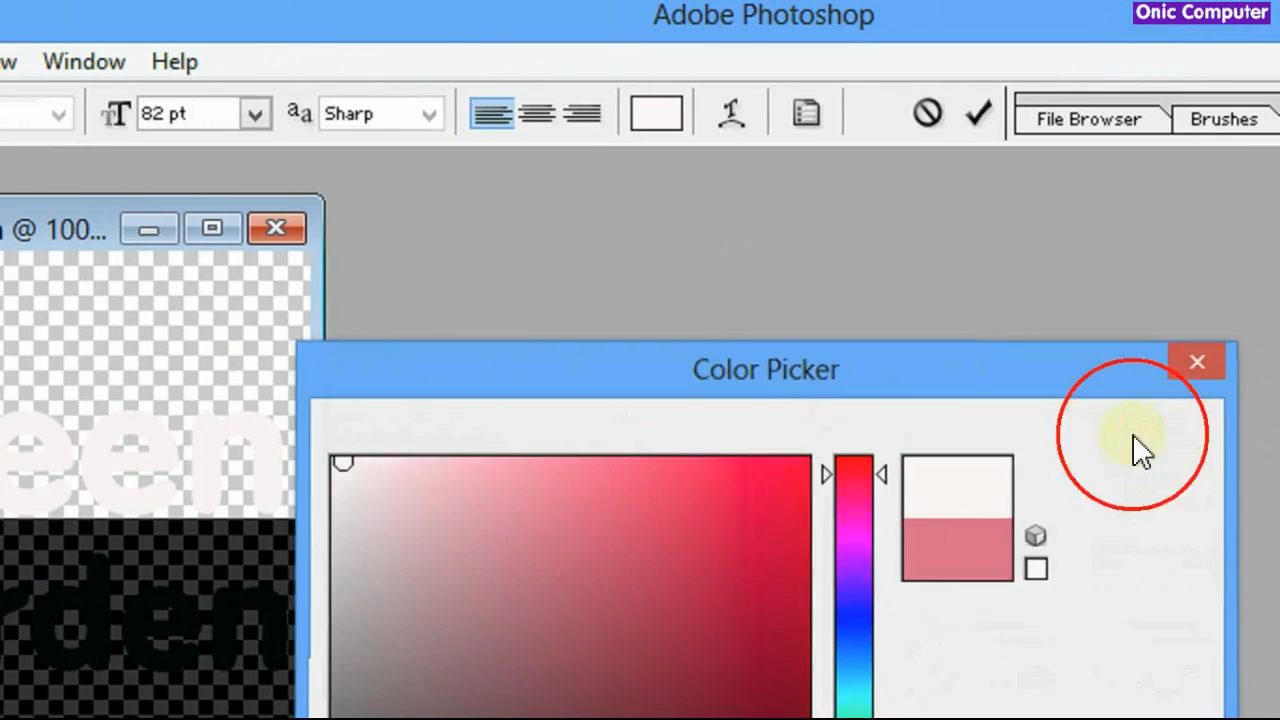 Adobe Photoshop
Onic Computer
w Window Help
T 82 pt aa Sharp
File Browser Brushes
@ 100...
Color Picker
een
rden